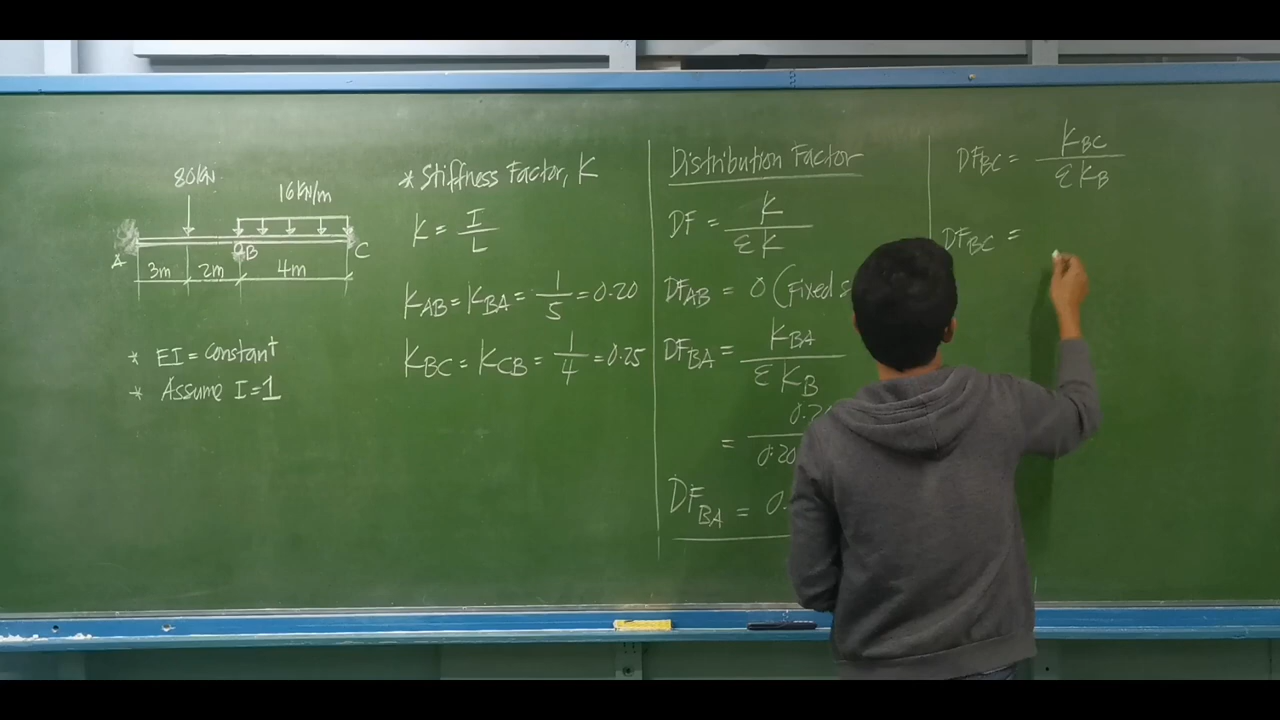 80kN
16kN/m
A
B
C
3m 2m 4m
* EI = constant
* Assume I=1
* Stiffness Factor, K
K = I/L
K_AB = K_BA = 1/5 = 0.20
K_BC = K_CB = 1/4 = 0.25
Distribution Factor
DF = K/ΣK
DF_AB = 0 (Fixed
DF_BA = K_BA/ΣK_B
DF_BA =
DF_BC = K_BC/ΣK_B
DF_BC =